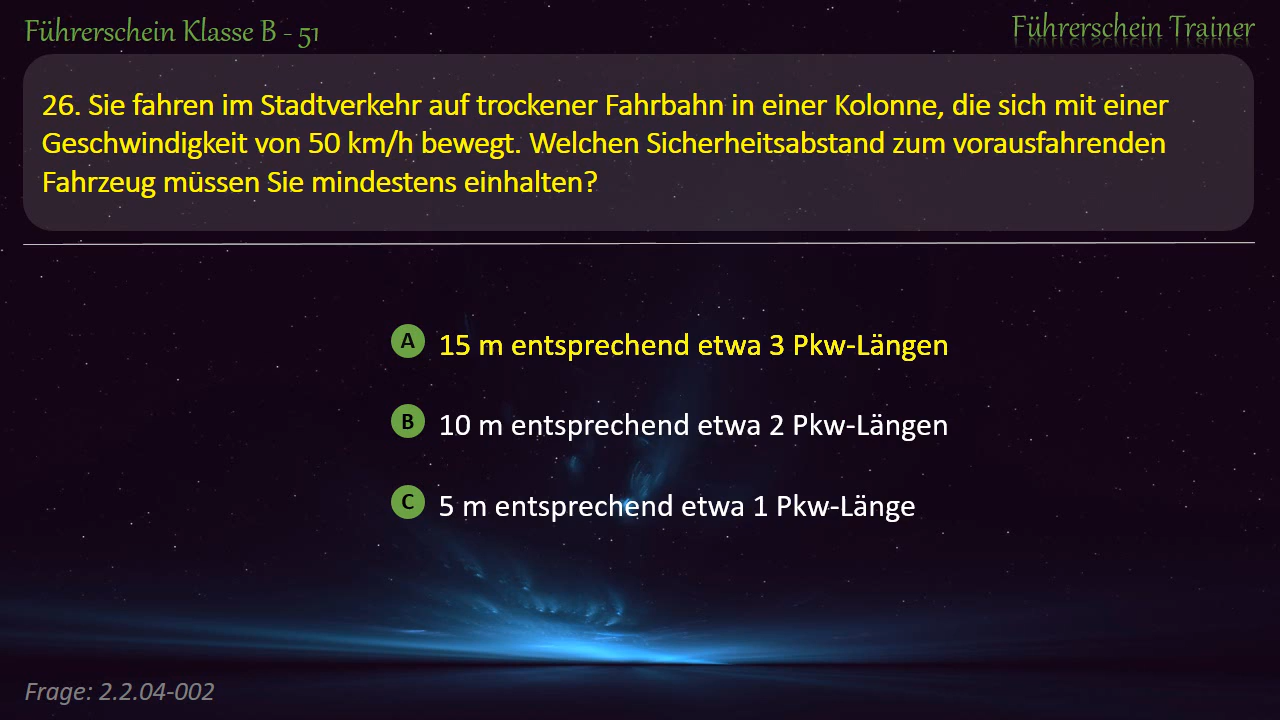 Führerschein Klasse B - 51
Führerschein Trainer
26. Sie fahren im Stadtverkehr auf trockener Fahrbahn in einer Kolonne, die sich mit einer
Geschwindigkeit von 50 km/h bewegt. Welchen Sicherheitsabstand zum vorausfahrenden
Fahrzeug müssen Sie mindestens einhalten?
A 15 m entsprechend etwa 3 Pkw-Längen
B 10 m entsprechend etwa 2 Pkw-Längen
C 5 m entsprechend etwa 1 Pkw-Länge
Frage: 2.2.04-002